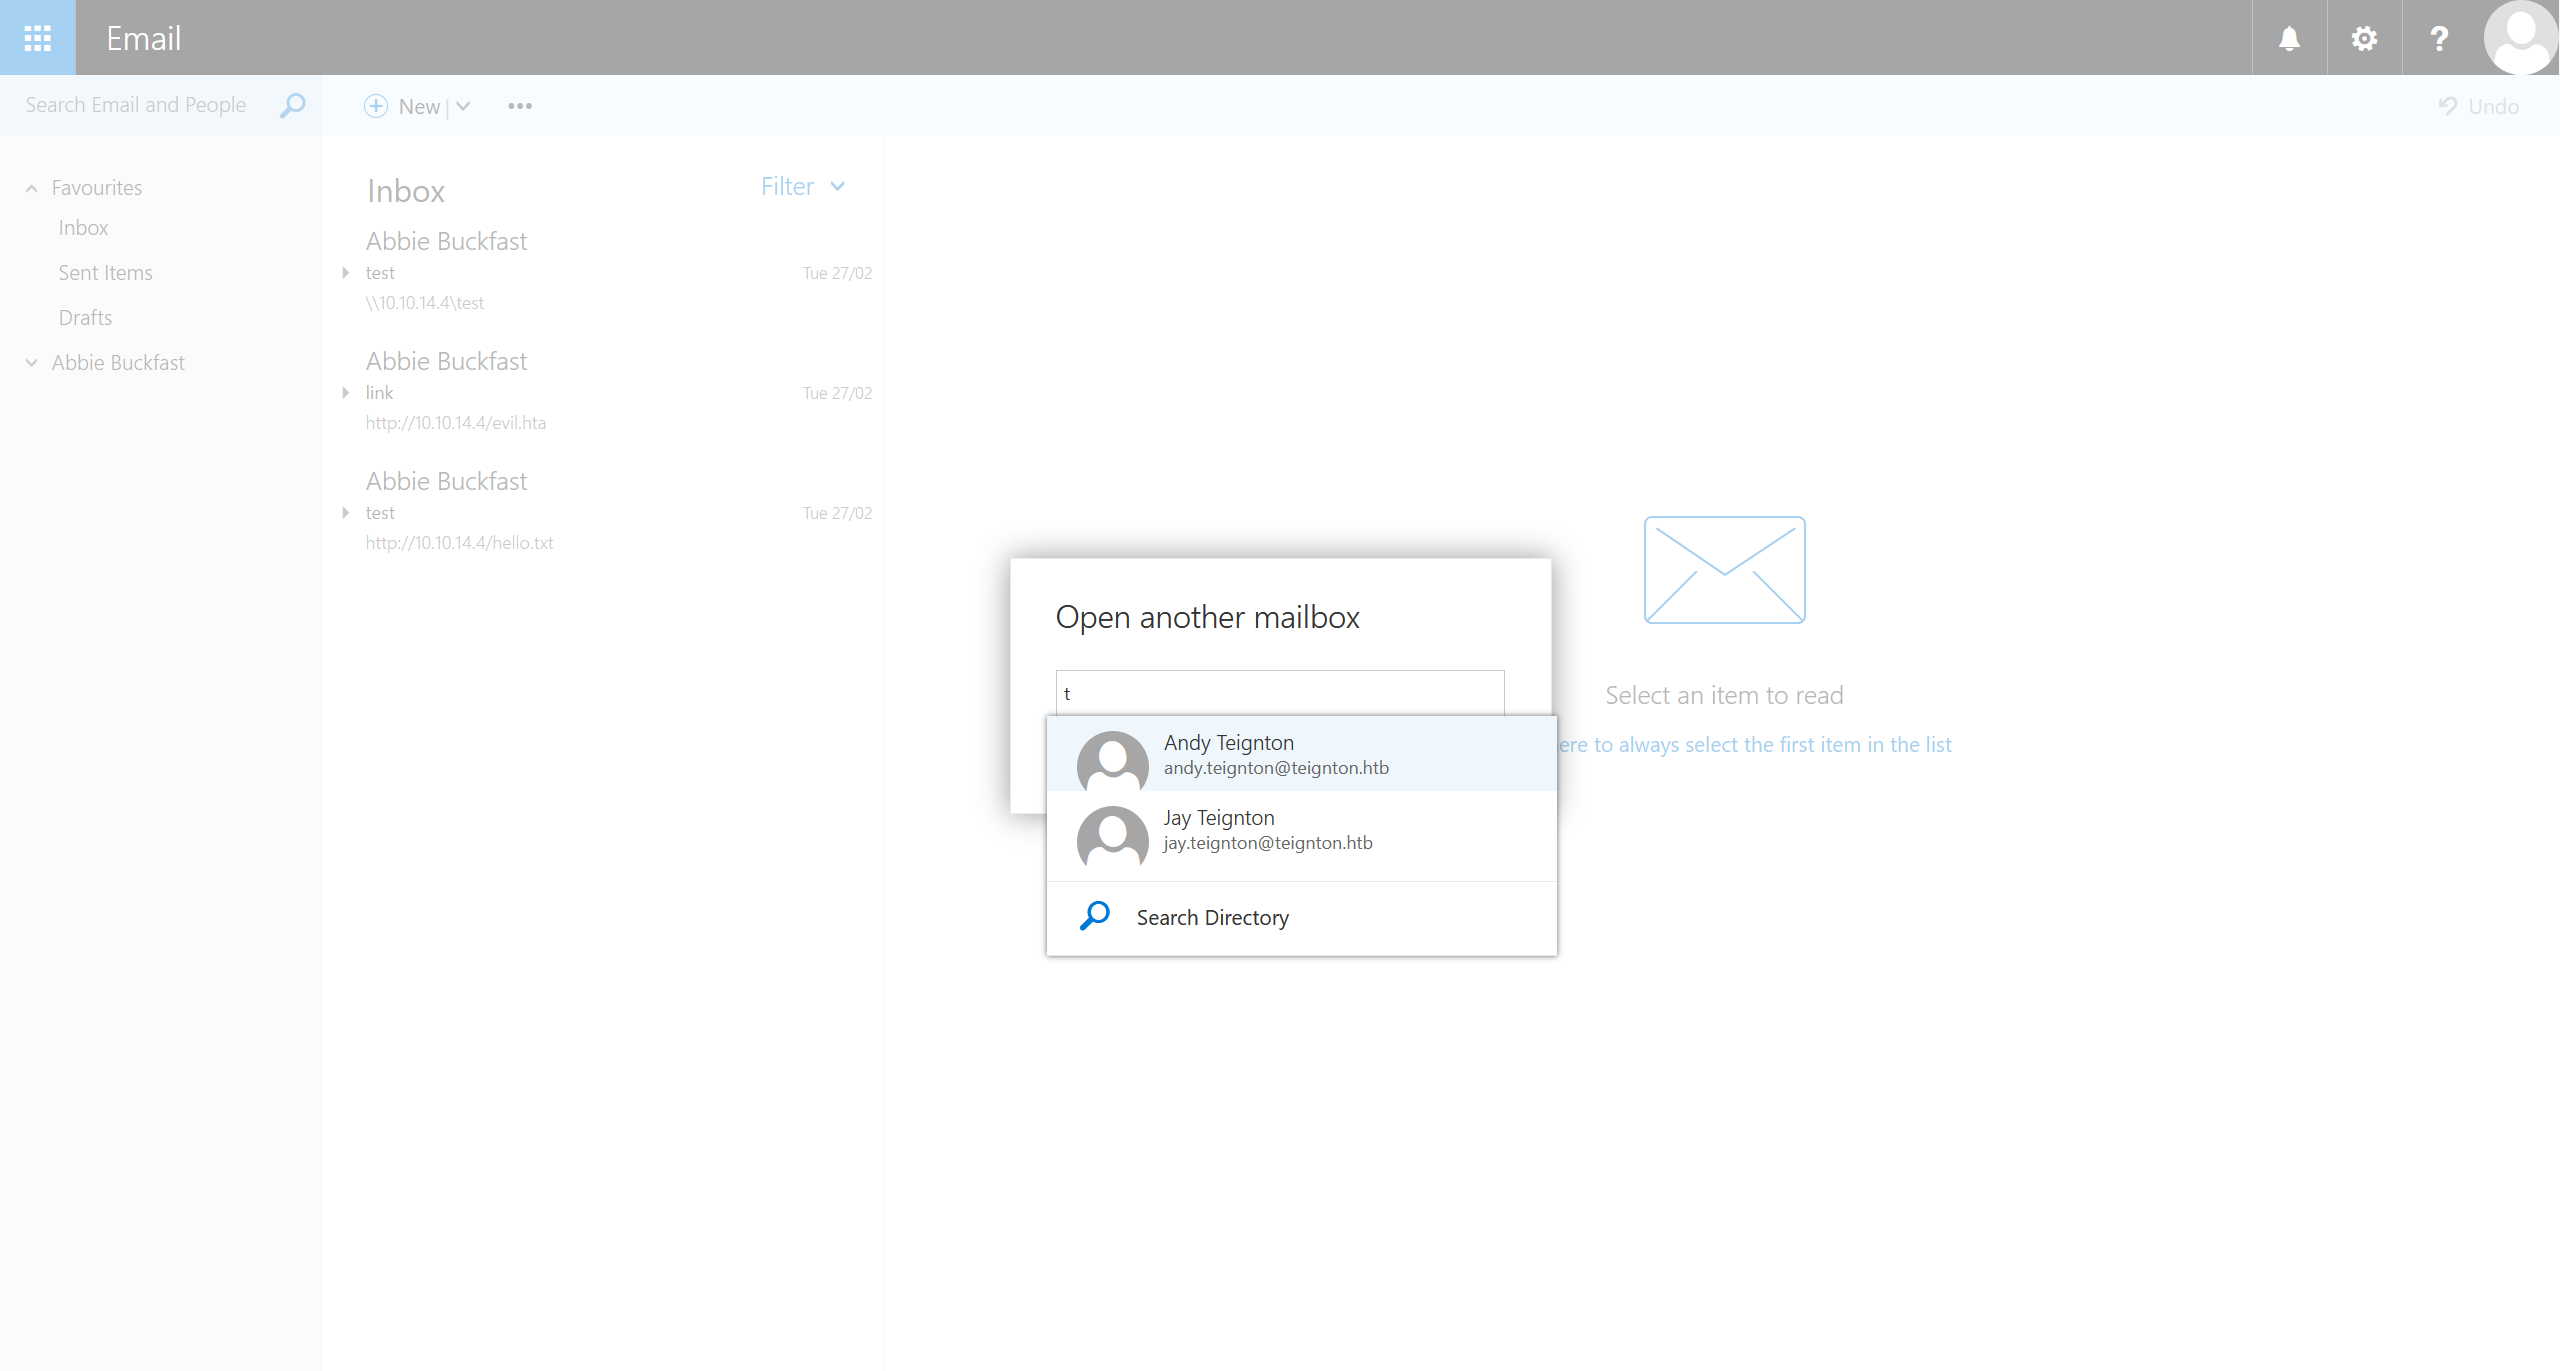 Email
Search Email and People
New
Undo
Favourites
Inbox
Sent Items
Drafts
Abbie Buckfast
Inbox
Filter
Abbie Buckfast
test
Tue 27/02
\\10.10.14.4\test
Abbie Buckfast
link
Tue 27/02
http://10.10.14.4/evil.hta
Abbie Buckfast
test
Tue 27/02
http://10.10.14.4/hello.txt
Open another mailbox
t
Andy Teignton
andy.teignton@teignton.htb
Jay Teignton
jay.teignton@teignton.htb
Search Directory
Select an item to read
ere to always select the first item in the list